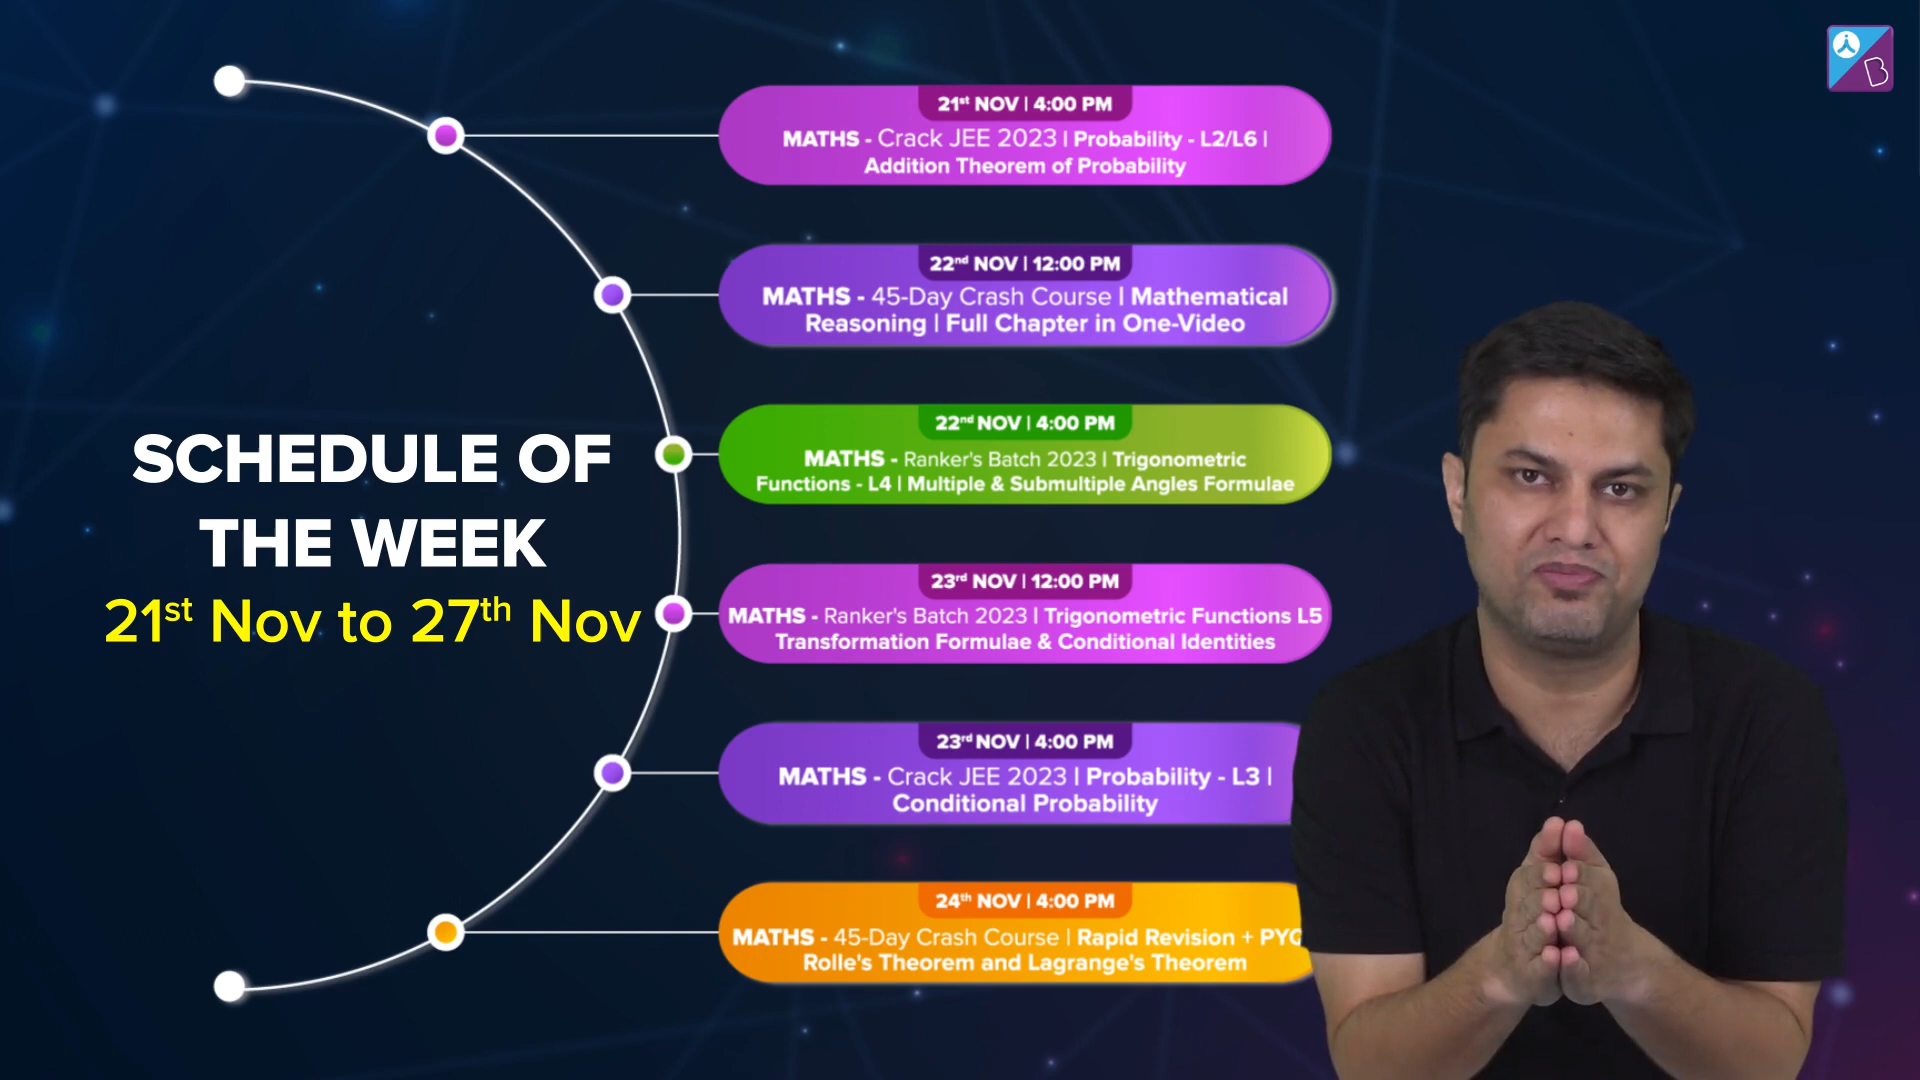 SCHEDULE OF
THE WEEK
21st Nov to 27th Nov
21st NOV | 4:00 PM
MATHS - Crack JEE 2023 | Probability - L2/L6 |
Addition Theorem of Probability
22nd NOV | 12:00 PM
MATHS - 45-Day Crash Course | Mathematical
Reasoning | Full Chapter in One-Video
22nd NOV | 4:00 PM
MATHS - Ranker's Batch 2023 | Trigonometric
Functions - L4 | Multiple & Submultiple Angles Formulae
23rd NOV | 12:00 PM
MATHS - Ranker's Batch 2023 | Trigonometric Functions L5
Transformation Formulae & Conditional Identities
23rd NOV | 4:00 PM
MATHS - Crack JEE 2023 | Probability - L3 |
Conditional Probability
24th NOV | 4:00 PM
MATHS - 45-Day Crash Course | Rapid Revision +
Rolle's Theorem and Lagrange's Theorem
B